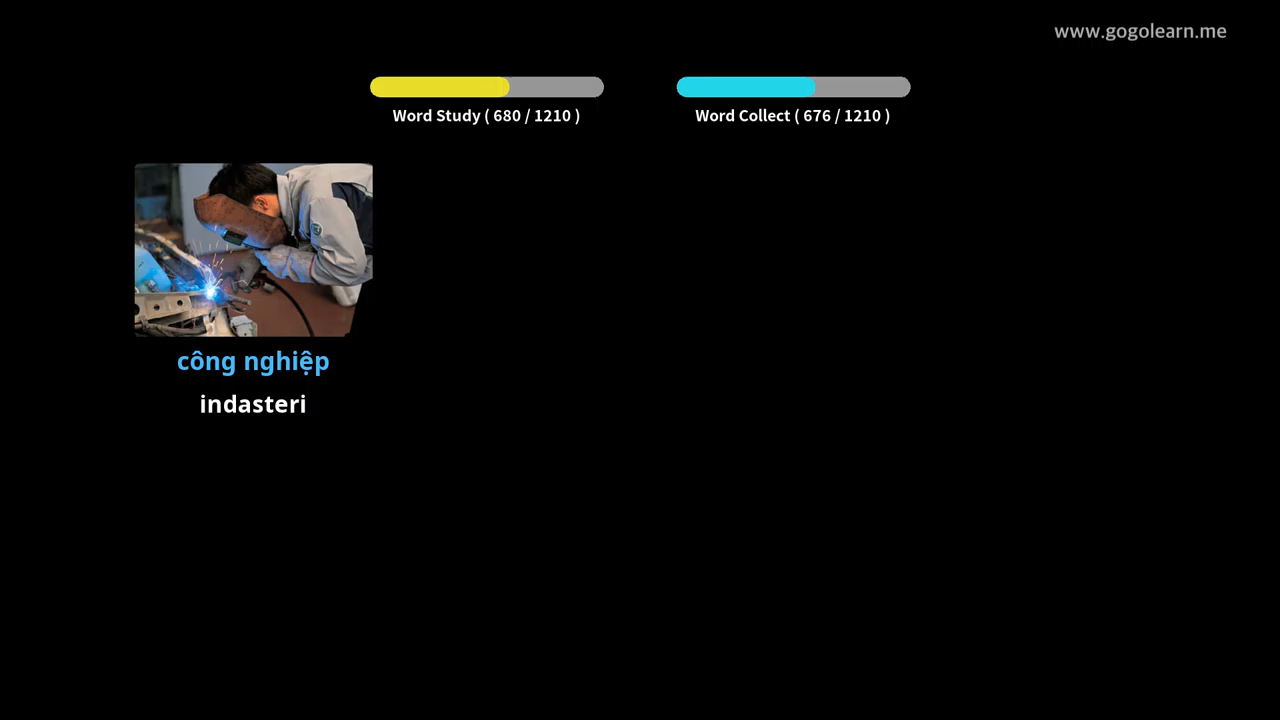 www.gogolearn.me
Word Study ( 680 / 1210 )
Word Collect ( 676 / 1210 )
công nghiệp
indasteri